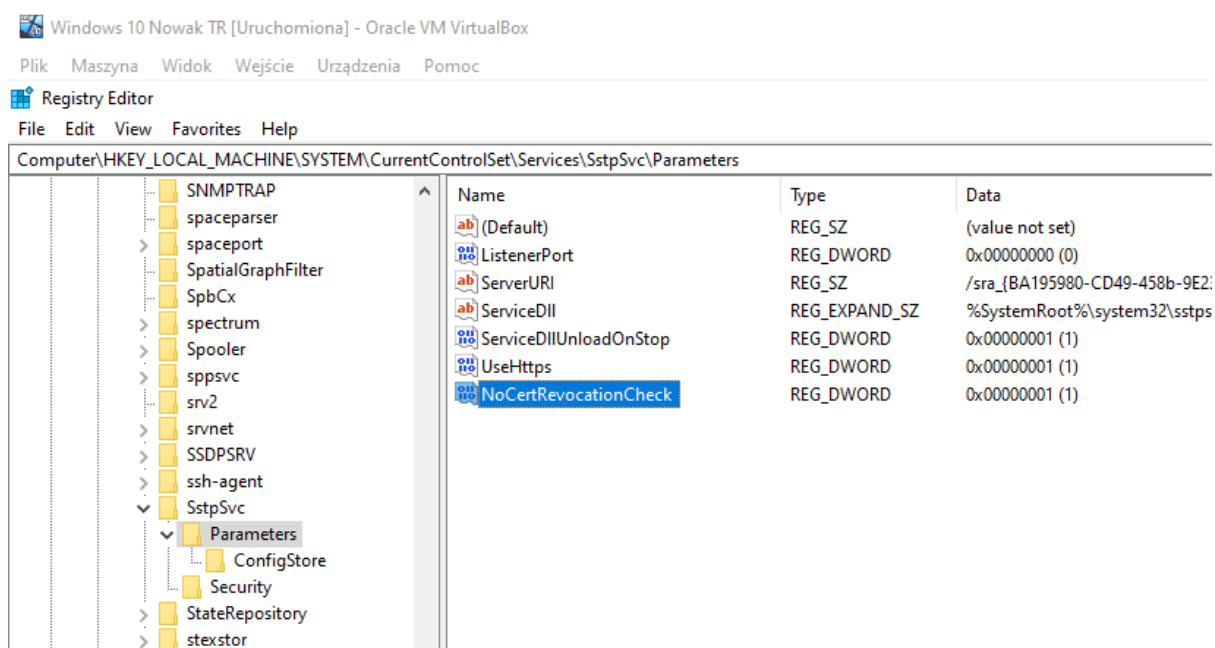 Windows 10 Nowak TR [Uruchomiona] - Oracle VM VirtualBox
Plik Maszyna Widok Wejście Urządzenia Pomoc
Registry Editor
File Edit View Favorites Help
Computer\HKEY_LOCAL_MACHINE\SYSTEM\CurrentControlSet\Services\SstpSvc\Parameters
SNMPTRAP
spaceparser
spaceport
SpatialGraphFilter
SpbCx
spectrum
Spooler
sppsvc
srv2
srvnet
SSDPSRV
ssh-agent
SstpSvc
Parameters
ConfigStore
Security
StateRepository
stexstor
Name Type Data
(Default) REG_SZ (value not set)
ListenerPort REG_DWORD 0x00000000 (0)
ServerURI REG_SZ /sra_{BA195980-CD49-458b-9E23
ServiceDll REG_EXPAND_SZ %SystemRoot%\system32\sstps
ServiceDllUnloadOnStop REG_DWORD 0x00000001 (1)
UseHttps REG_DWORD 0x00000001 (1)
NoCertRevocationCheck REG_DWORD 0x00000001 (1)